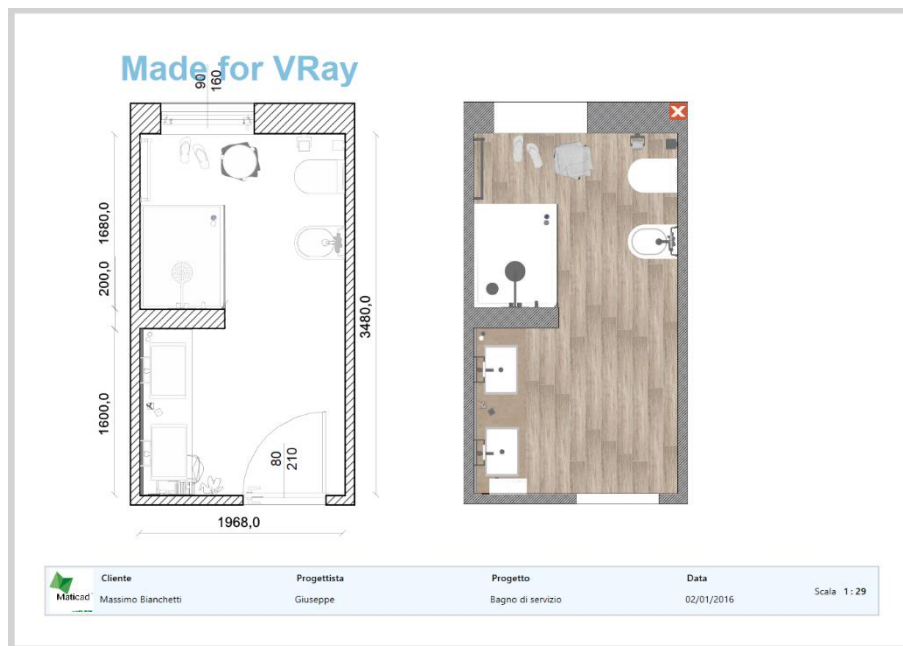 Made for VRay
90
160
1680,0
200,0
3480,0
1600,0
80
210
1968,0
Maticad
Cliente
Massimo Bianchetti
Progettista
Giuseppe
Progetto
Bagno di servizio
Data
02/01/2016
Scala 1 : 29